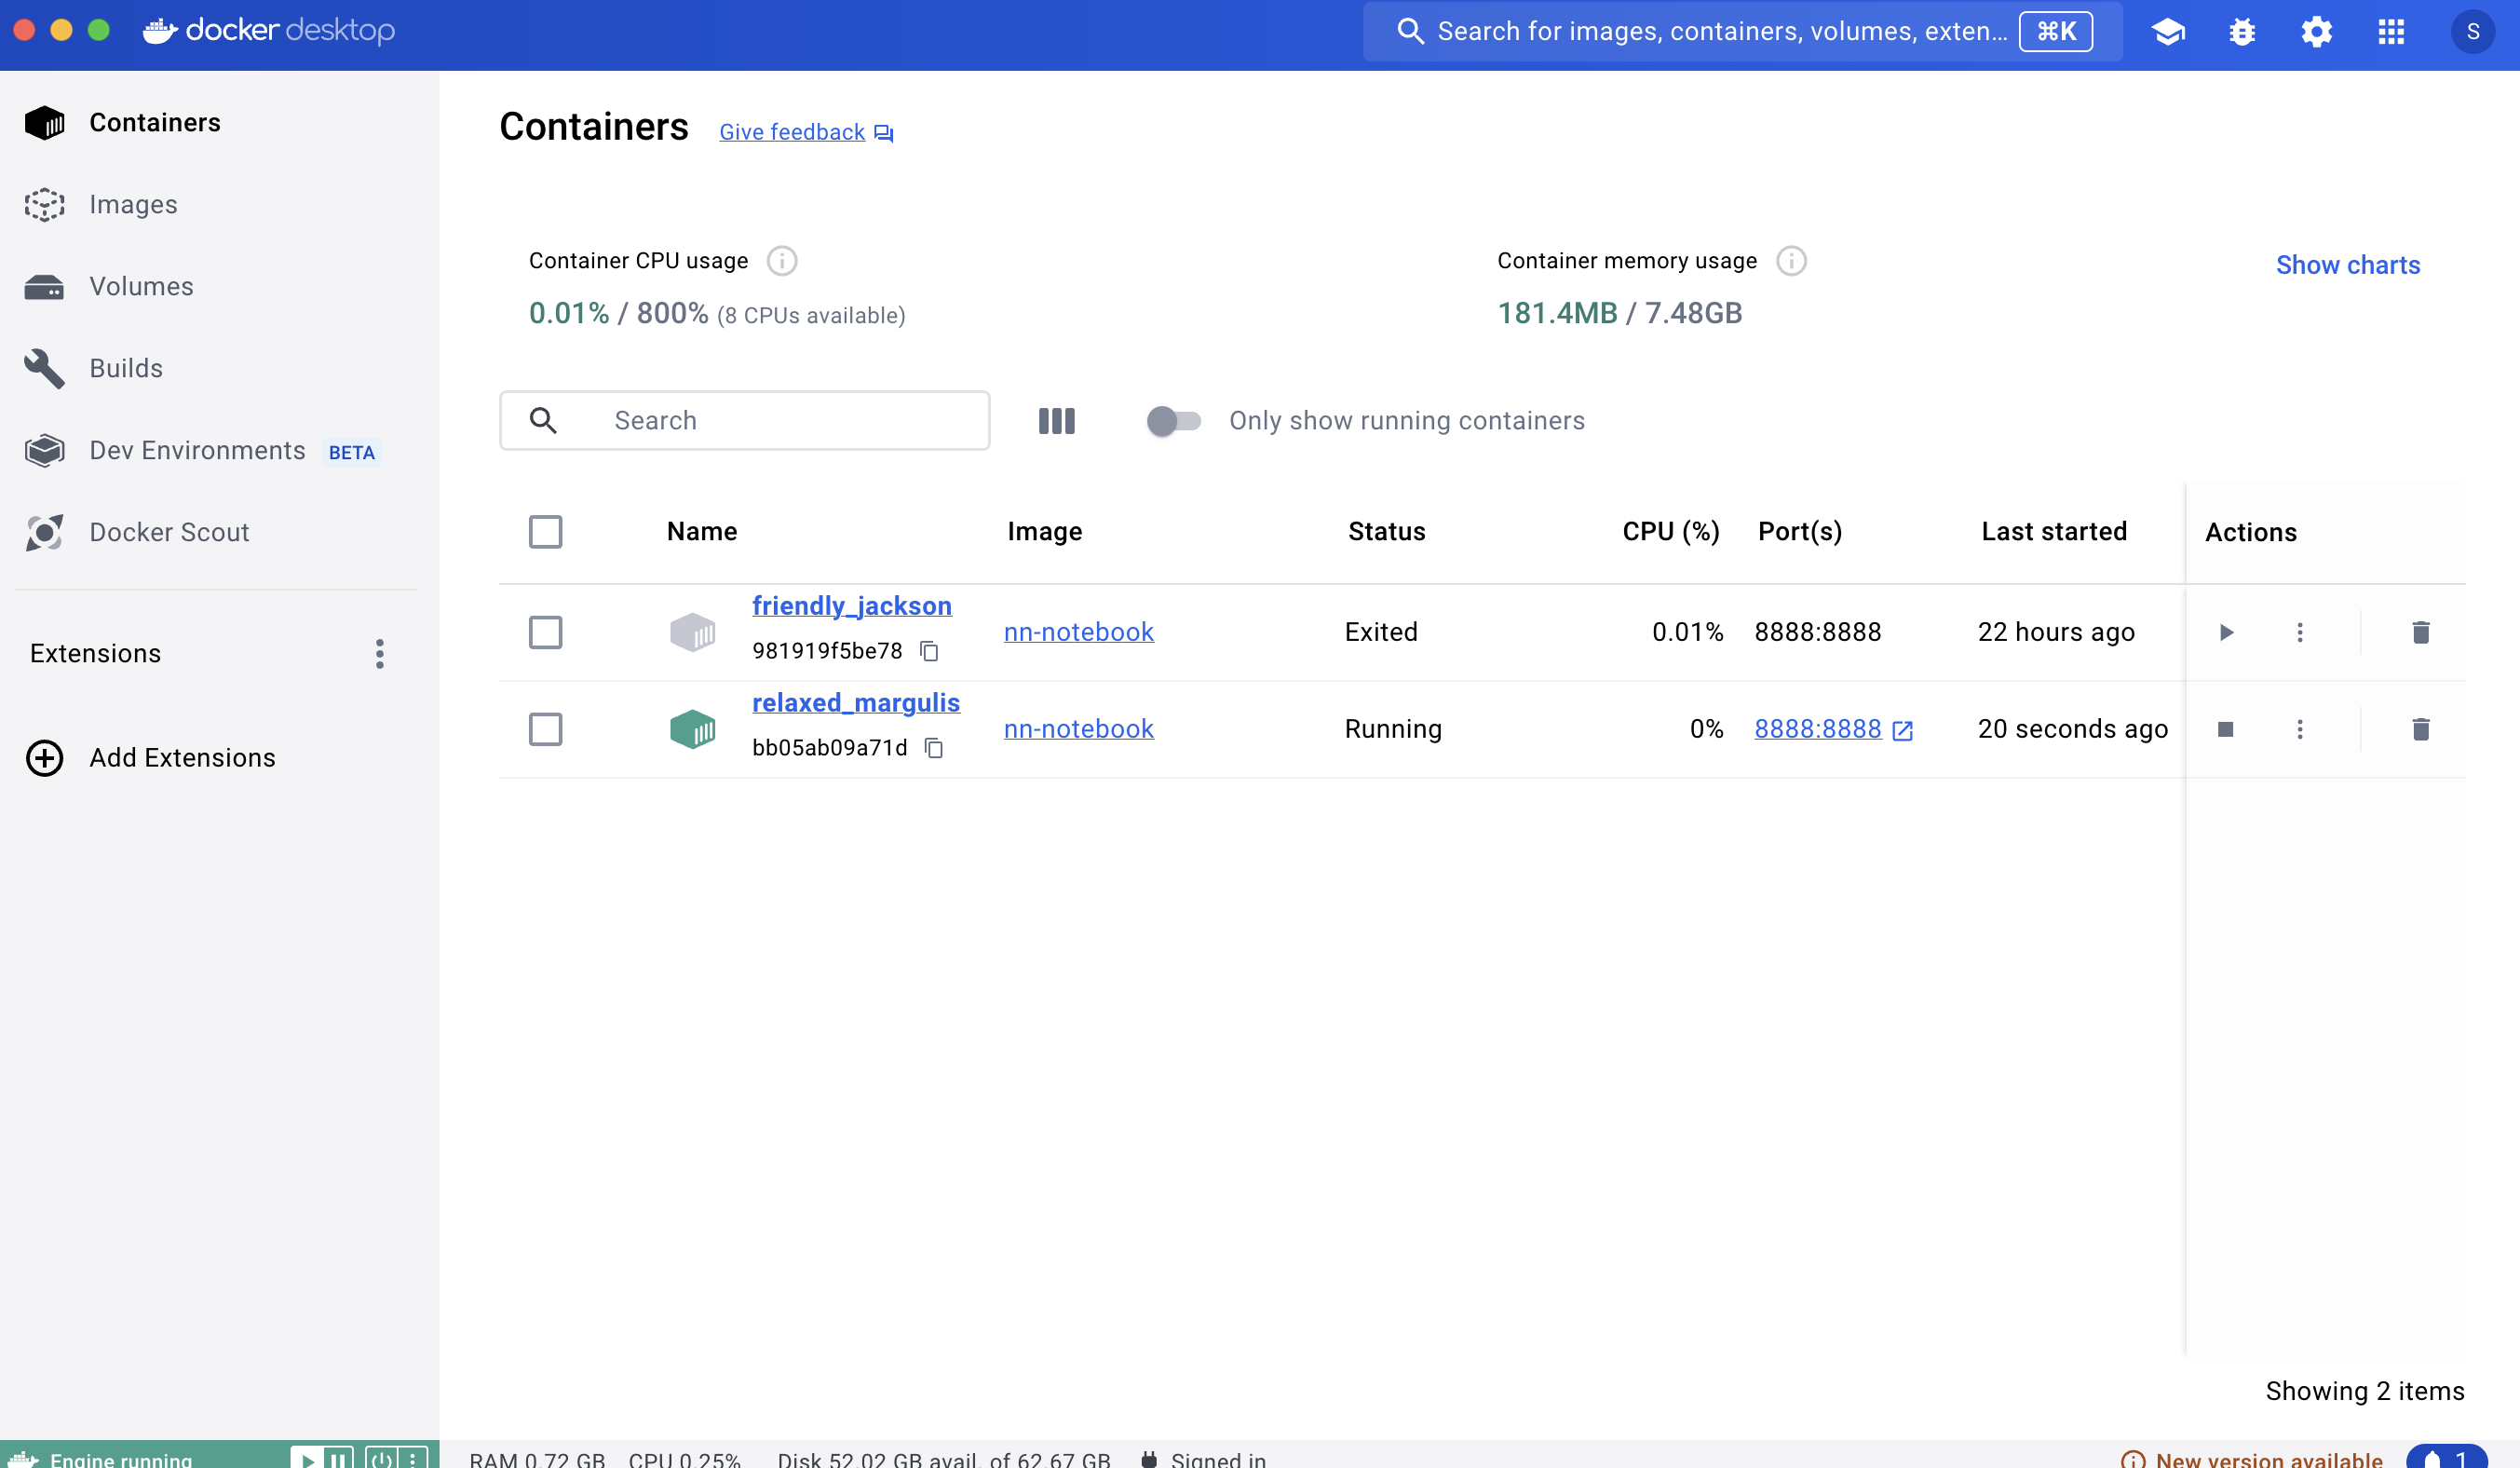 docker desktop
Search for images, containers, volumes, exten... ⌘K
S
Containers
Images
Volumes
Builds
Dev Environments BETA
Docker Scout
Extensions
Add Extensions
Containers Give feedback
Container CPU usage
0.01% / 800% (8 CPUs available)
Container memory usage
181.4MB / 7.48GB
Show charts
Search
Only show running containers
Name Image Status CPU (%) Port(s) Last started Actions
friendly_jackson
981919f5be78
nn-notebook Exited 0.01% 8888:8888 22 hours ago
relaxed_margulis
bb05ab09a71d
nn-notebook Running 0% 8888:8888 20 seconds ago
Showing 2 items
Engine running
RAM 0.72 GB CPU 0.25% Disk 52.02 GB avail. of 62.67 GB Signed in
New version available 1